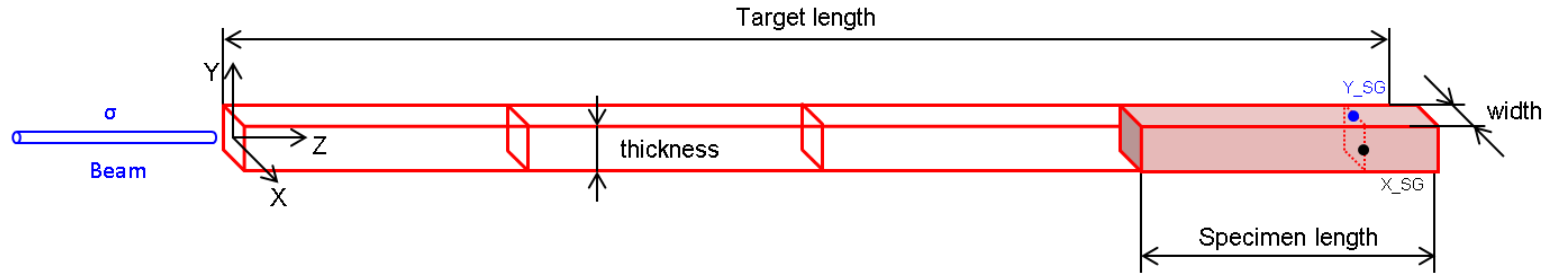 Target length
Y
σ
Y_SG
width
Z
thickness
Beam
X
X_SG
Specimen length